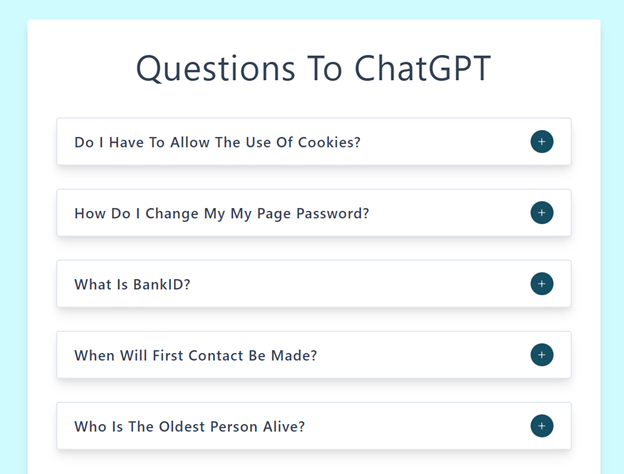 Questions To ChatGPT
Do I Have To Allow The Use Of Cookies?
How Do I Change My My Page Password?
What Is BankID?
When Will First Contact Be Made?
Who Is The Oldest Person Alive?